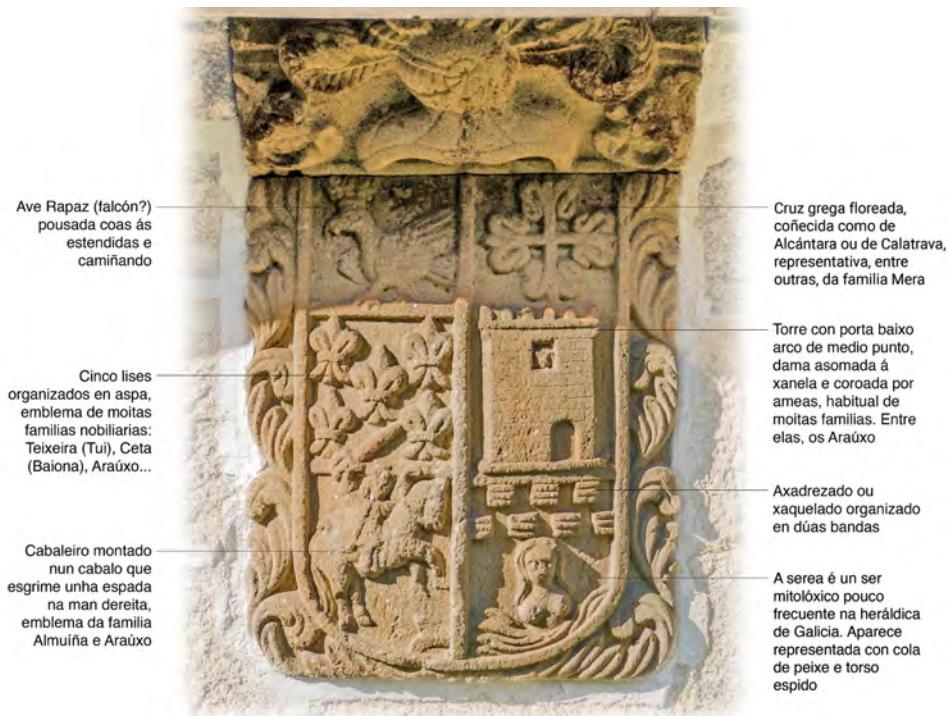 Ave Rapaz (falcón?)
pousada coas ás
estendidas e
camiñando
Cinco lises
organizados en aspa,
emblema de moitas
familias nobiliarias:
Teixeira (Tui), Ceta
(Baiona), Araúxo...
Cabaleiro montado
nun cabalo que
esgrime unha espada
na man dereita,
emblema da familia
Almuíña e Araúxo
Cruz grega floreada,
coñecida como de
Alcántara ou de Calatrava,
representativa, entre
outras, da familia Mera
Torre con porta baixo
arco de medio punto,
dama asomada á
xanela e coroada por
ameas, habitual de
moitas familias. Entre
elas, os Araúxo
Axadrezado ou
xaquelado organizado
en dúas bandas
A serea é un ser
mitolóxico pouco
frecuente na heráldica
de Galicia. Aparece
representada con cola
de peixe e torso
espido